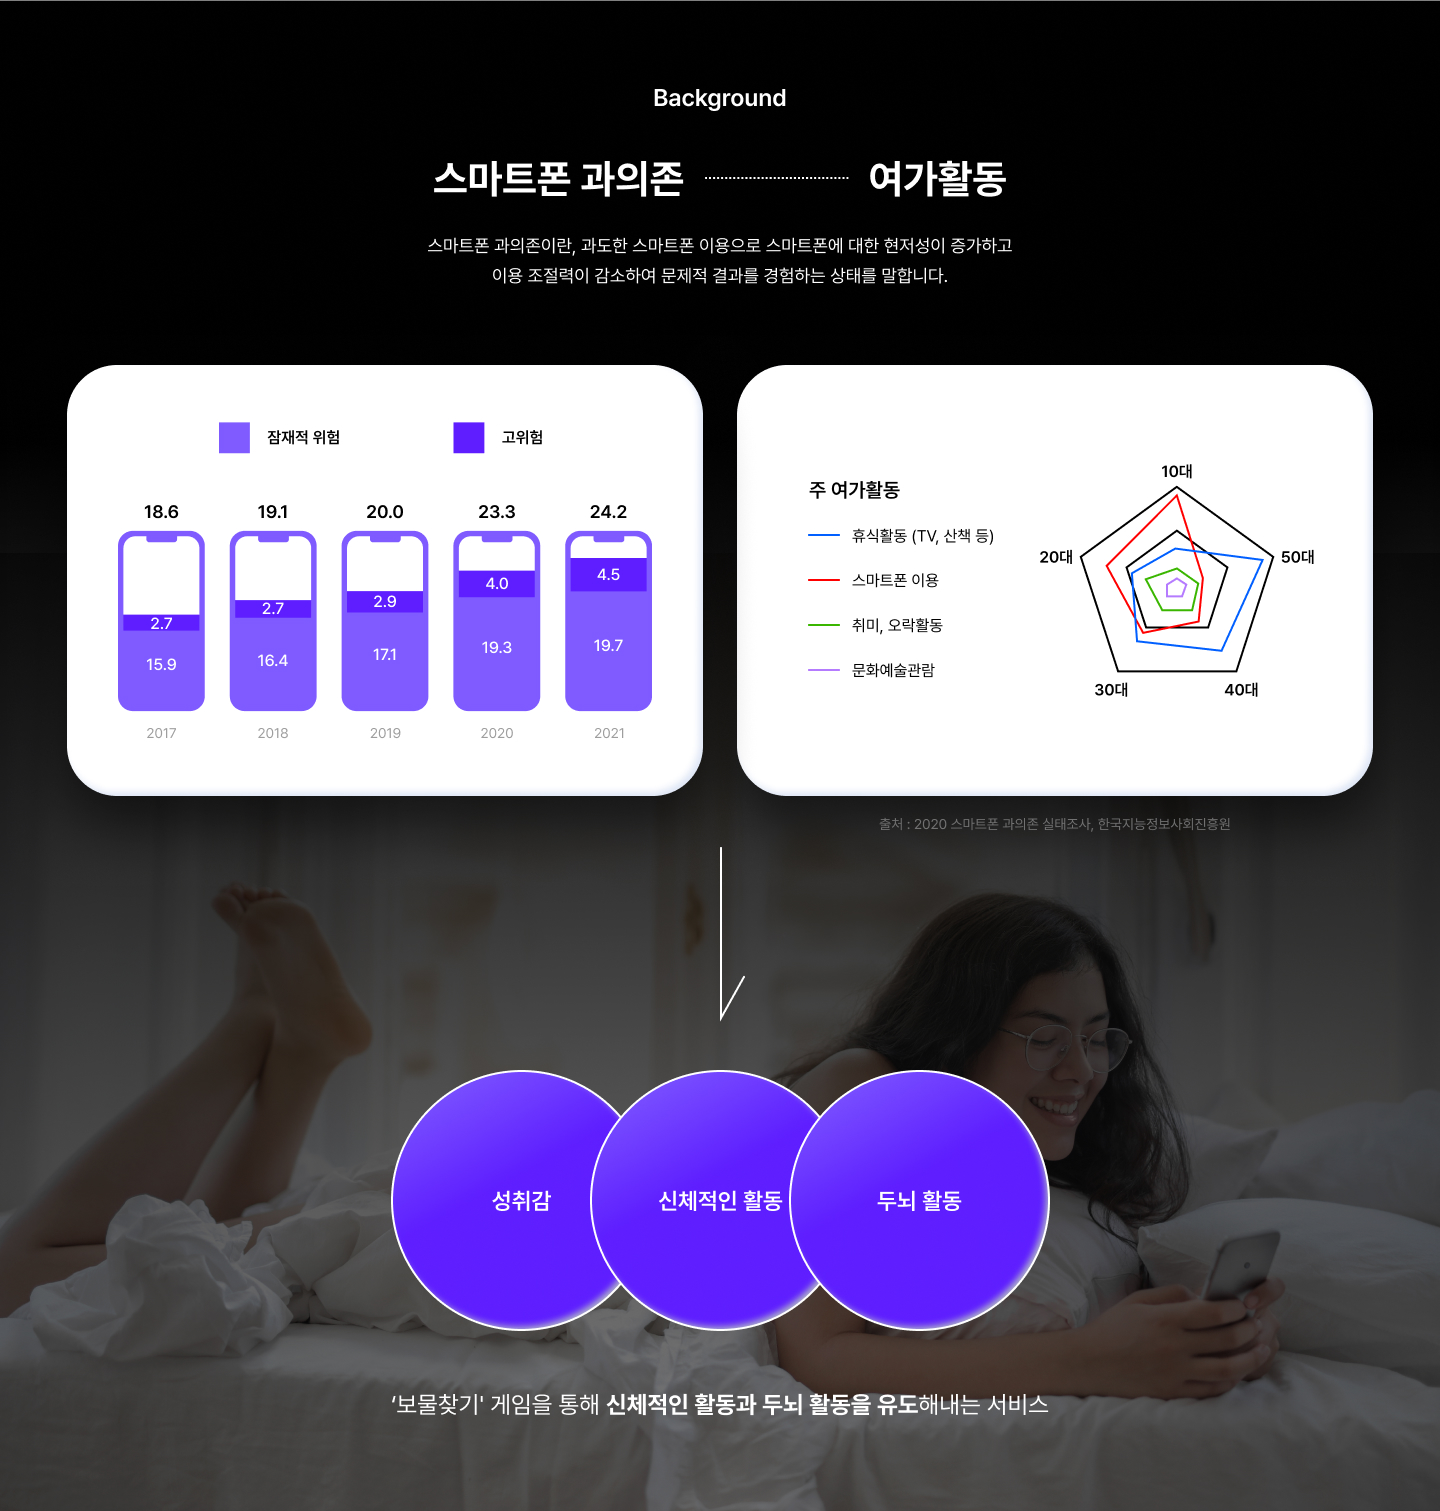 Background
스마트폰 과의존 여가활동
스마트폰 과의존이란, 과도한 스마트폰 이용으로 스마트폰에 대한 현저성이 증가하고
이용 조절력이 감소하여 문제적 결과를 경험하는 상태를 말합니다.
잠재적 위험 고위험
18.6 19.1 20.0 23.3 24.2
2.7 2.7 2.9 4.0 4.5
15.9 16.4 17.1 19.3 19.7
2017 2018 2019 2020 2021
주 여가활동
휴식활동 (TV, 산책 등)
스마트폰 이용
취미, 오락활동
문화예술관람
10대
20대 50대
30대 40대
출처 : 2020 스마트폰 과의존 실태조사, 한국지능정보사회진흥원
성취감 신체적인 활동 두뇌 활동
‘보물찾기' 게임을 통해 신체적인 활동과 두뇌 활동을 유도해내는 서비스